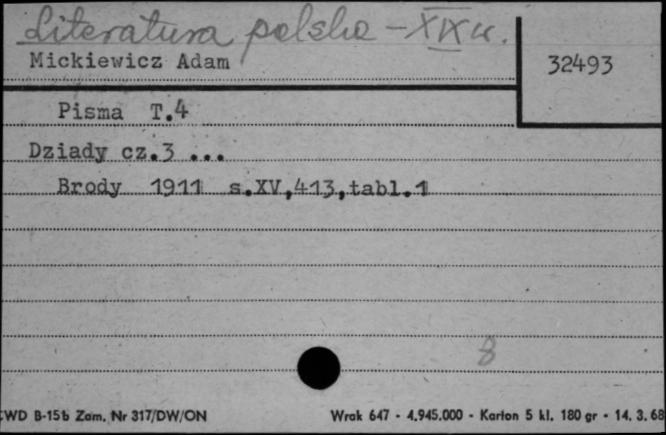 Literatura polska - XIX w.
Mickiewicz Adam
32493
Pisma T.4
Dziady cz.3 ...
Brody 1911 s.XV,413,tabl.1
8
CWD B-15b Zam. Nr 317/DW/ON
Wrak 647 - 4.945.000 - Karton 5 kl. 180 gr - 14. 3. 68